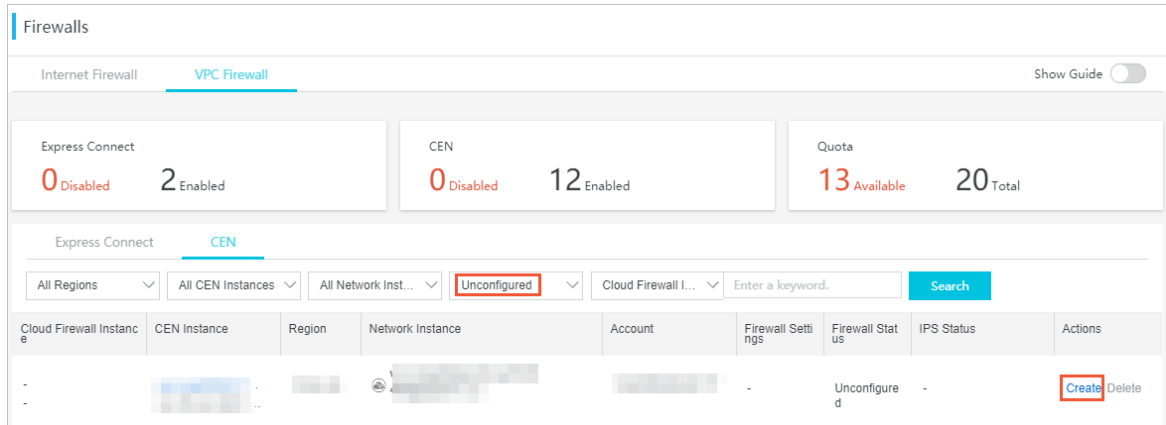 Firewalls
Internet Firewall VPC Firewall Show Guide
Express Connect CEN Quota
0 Disabled 2 Enabled 0 Disabled 12 Enabled 13 Available 20 Total
Express Connect CEN
All Regions All CEN Instances All Network Inst... Unconfigured Cloud Firewall I... Enter a keyword. Search
Cloud Firewall Instanc CEN Instance Region Network Instance Account Firewall Setti Firewall Stat IPS Status Actions
e ngs us
- - Unconfigure - Create Delete
- d